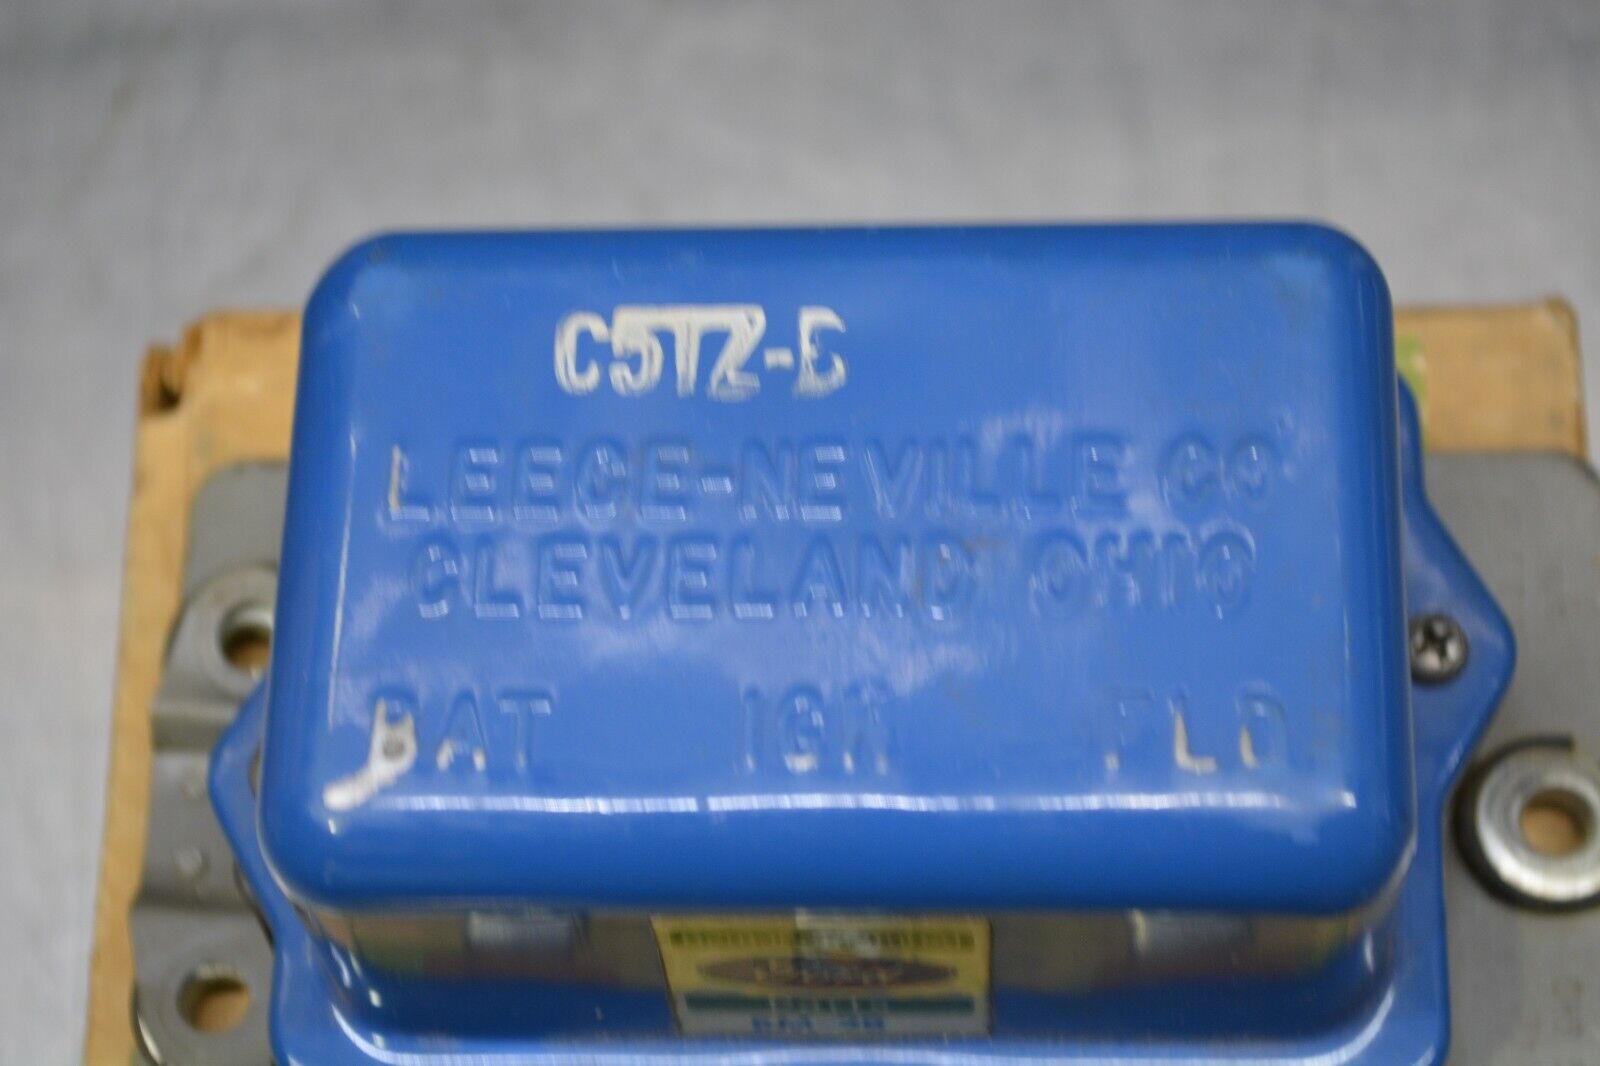 C5TZ-B
LEECE-NEVILLE CO
CLEVELAND OHIO
BAT IGN FLD